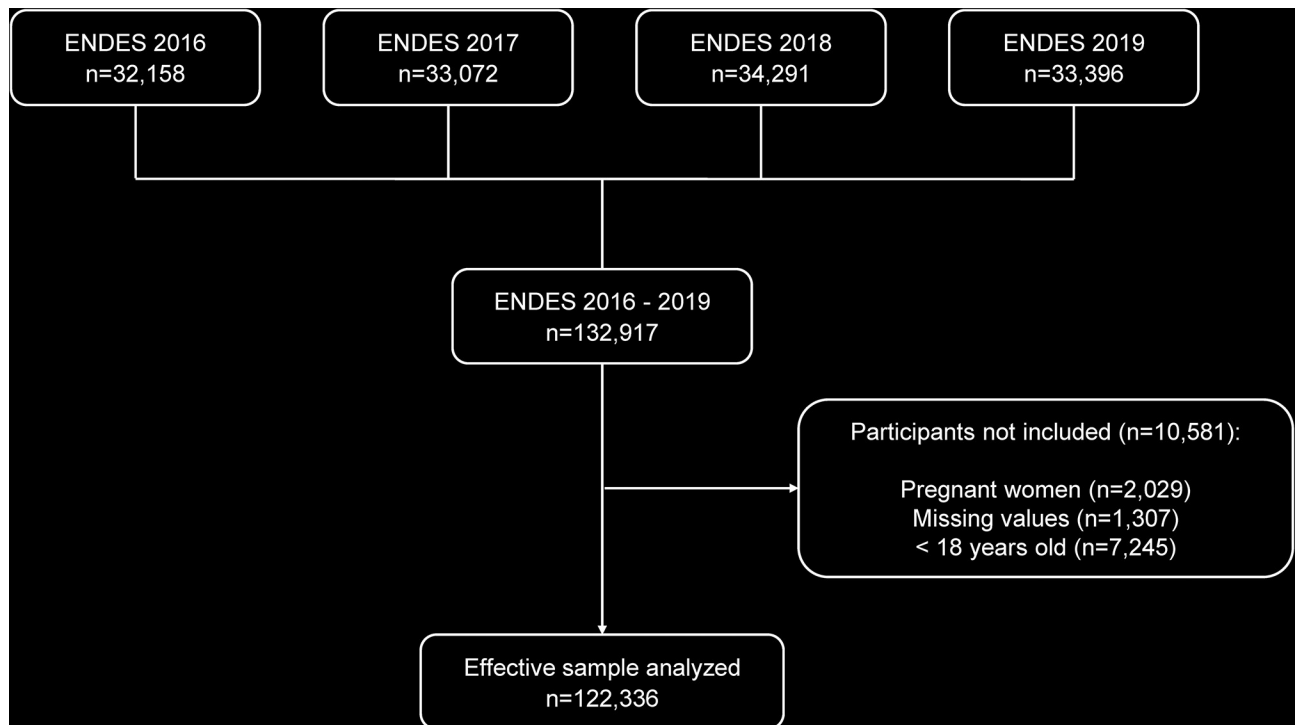 ENDES 2016
n=32,158
ENDES 2017
n=33,072
ENDES 2018
n=34,291
ENDES 2019
n=33,396
ENDES 2016 - 2019
n=132,917
Participants not included (n=10,581):
Pregnant women (n=2,029)
Missing values (n=1,307)
< 18 years old (n=7,245)
Effective sample analyzed
n=122,336